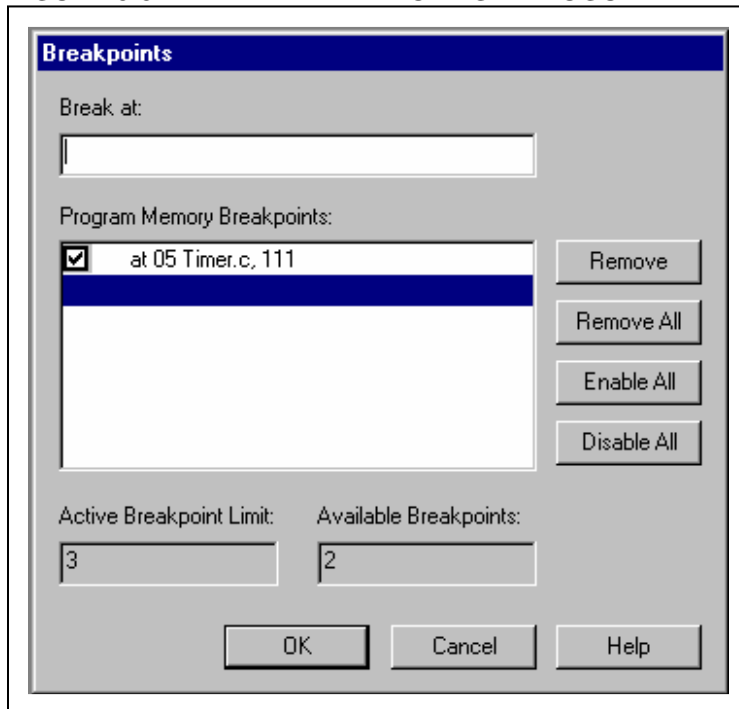 Breakpoints
Break at:
Program Memory Breakpoints:
at 05 Timer.c, 111
Remove
Remove All
Enable All
Disable All
Active Breakpoint Limit:
Available Breakpoints:
3
2
OK
Cancel
Help